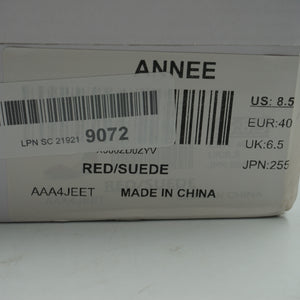 ANNEE
US: 8.5
EUR:40
UK:6.5
JPN:255
LPN SC 21921 9072
RED/SUEDE
AAA4JEET MADE IN CHINA